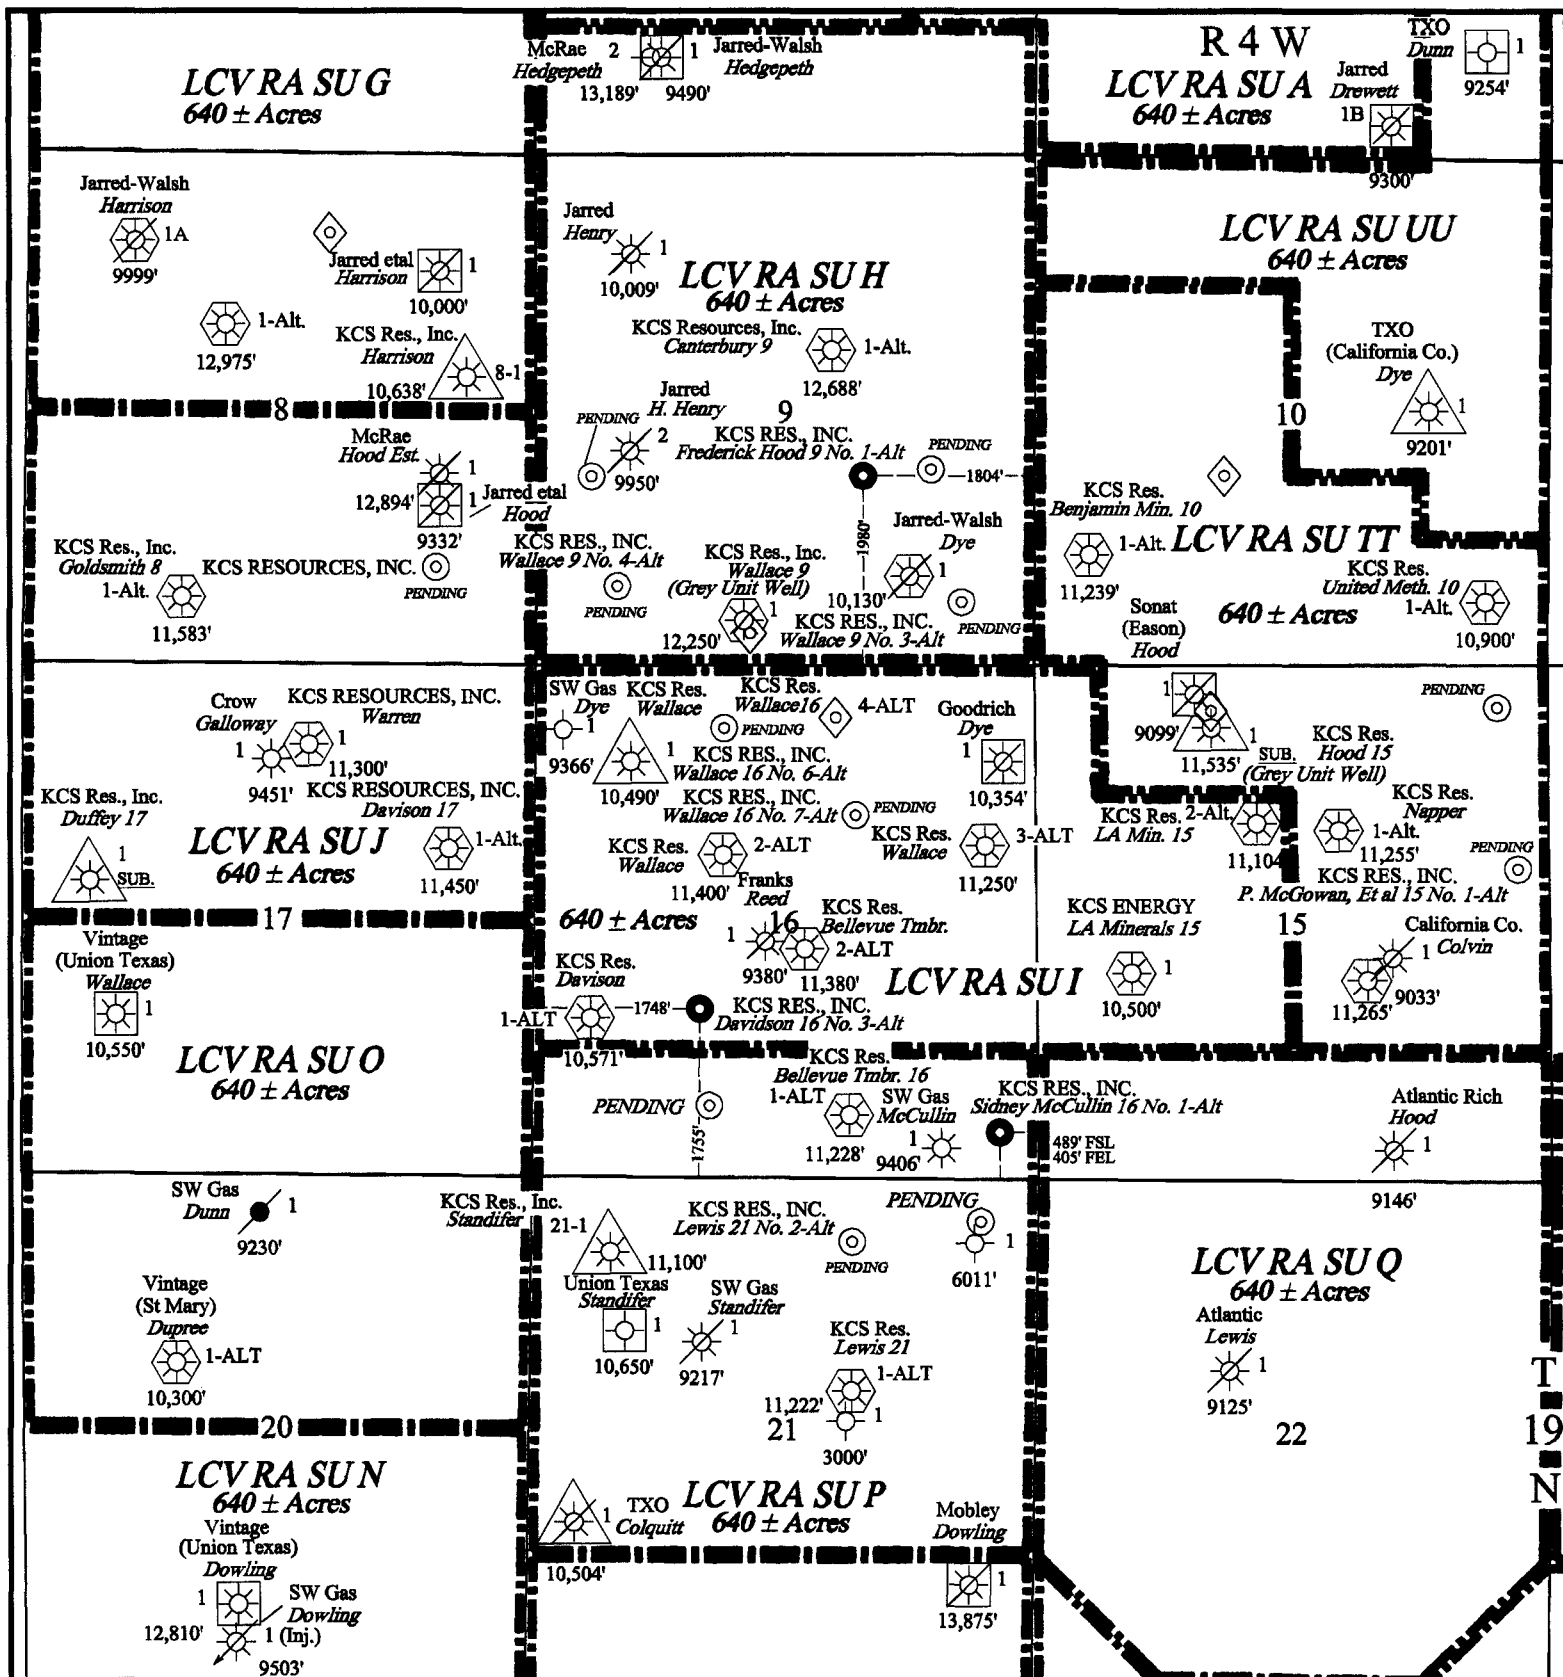 LCV RA SU G
640 ± Acres
McRae 2
Hedgepeth
1 Jarred-Walsh
Hedgepeth
13,189' 9490'
R 4 W
LCV RA SU A
640 ± Acres
TXO
Dunn
1
9254'
Jarred
Drewett
1B
9300'
Jarred-Walsh
Harrison
1A
9999'
Jarred etal
Harrison
1
10,000'
1-Alt.
12,975'
KCS Res., Inc.
Harrison
8-1
10,638'
8
Jarred
Henry
1
10,009'
LCV RA SU H
640 ± Acres
KCS Resources, Inc.
Canterbury 9
1-Alt.
12,688'
Jarred
H. Henry
2
9950'
PENDING
9
KCS RES., INC.
Frederick Hood 9 No. 1-Alt
PENDING
1804'
1980'
LCV RA SU UU
640 ± Acres
TXO
(California Co.)
Dye
1
9201'
10
McRae
Hood Est.
1
12,894'
1 Jarred etal
Hood
9332'
KCS Res., Inc.
Goldsmith 8
1-Alt.
11,583'
KCS RESOURCES, INC.
PENDING
KCS RES., INC.
Wallace 9 No. 4-Alt
PENDING
KCS Res., Inc.
Wallace 9
(Grey Unit Well)
1
12,250'
Jarred-Walsh
Dye
1
10,130'
KCS RES., INC.
Wallace 9 No. 3-Alt
PENDING
KCS Res.
Benjamin Min. 10
1-Alt.
11,239'
LCV RA SU TT
640 ± Acres
KCS Res.
United Meth. 10
1-Alt.
10,900'
Sonat
(Eason)
Hood
1
9099'
Crow
Galloway
1
9451'
KCS RESOURCES, INC.
Warren
1
11,300'
KCS RESOURCES, INC.
Davison 17
1-Alt.
11,450'
KCS Res., Inc.
Duffey 17
1
SUB.
LCV RA SU J
640 ± Acres
17
SW Gas
Dye
1
9366'
KCS Res.
Wallace
1
10,490'
KCS Res.
Wallace16
4-ALT
PENDING
KCS RES., INC.
Wallace 16 No. 6-Alt
KCS RES., INC.
Wallace 16 No. 7-Alt
PENDING
Goodrich
Dye
1
10,354'
KCS Res.
Wallace
2-ALT
11,400'
KCS Res.
Wallace
3-ALT
11,250'
1
SUB.
11,535'
KCS Res.
Hood 15
(Grey Unit Well)
PENDING
KCS Res.
LA Min. 15
2-Alt.
11,104
KCS Res.
Napper
1-Alt.
11,255'
PENDING
KCS RES., INC.
P. McGowan, Et al 15 No. 1-Alt
640 ± Acres
Franks
Reed
1
9380'
16
KCS Res.
Bellevue Tmbr.
2-ALT
11,380'
LCV RA SU I
KCS ENERGY
LA Minerals 15
1
10,500'
15
California Co.
Colvin
1
9033'
11,265'
Vintage
(Union Texas)
Wallace
1
10,550'
LCV RA SU O
640 ± Acres
KCS Res.
Davison
1-ALT
10,571'
1748'
KCS RES., INC.
Davidson 16 No. 3-Alt
PENDING
1755'
KCS Res.
Bellevue Tmbr. 16
1-ALT
11,228'
SW Gas
McCullin
1
9406'
KCS RES., INC.
Sidney McCullin 16 No. 1-Alt
489' FSL
405' FEL
Atlantic Rich
Hood
1
9146'
SW Gas
Dunn
1
9230'
Vintage
(St Mary)
Dupree
1-ALT
10,300'
20
KCS Res., Inc.
Standifer
21-1
11,100'
Union Texas
Standifer
1
10,650'
KCS RES., INC.
Lewis 21 No. 2-Alt
PENDING
PENDING
1
6011'
SW Gas
Standifer
1
9217'
KCS Res.
Lewis 21
1-ALT
11,222'
1
3000'
21
LCV RA SU Q
640 ± Acres
Atlantic
Lewis
1
9125'
22
T
19
N
LCV RA SU N
640 ± Acres
Vintage
(Union Texas)
Dowling
1
12,810'
SW Gas
Dowling
1 (Inj.)
9503'
1
TXO
Colquitt
10,504'
LCV RA SU P
640 ± Acres
Mobley
Dowling
1
13,875'